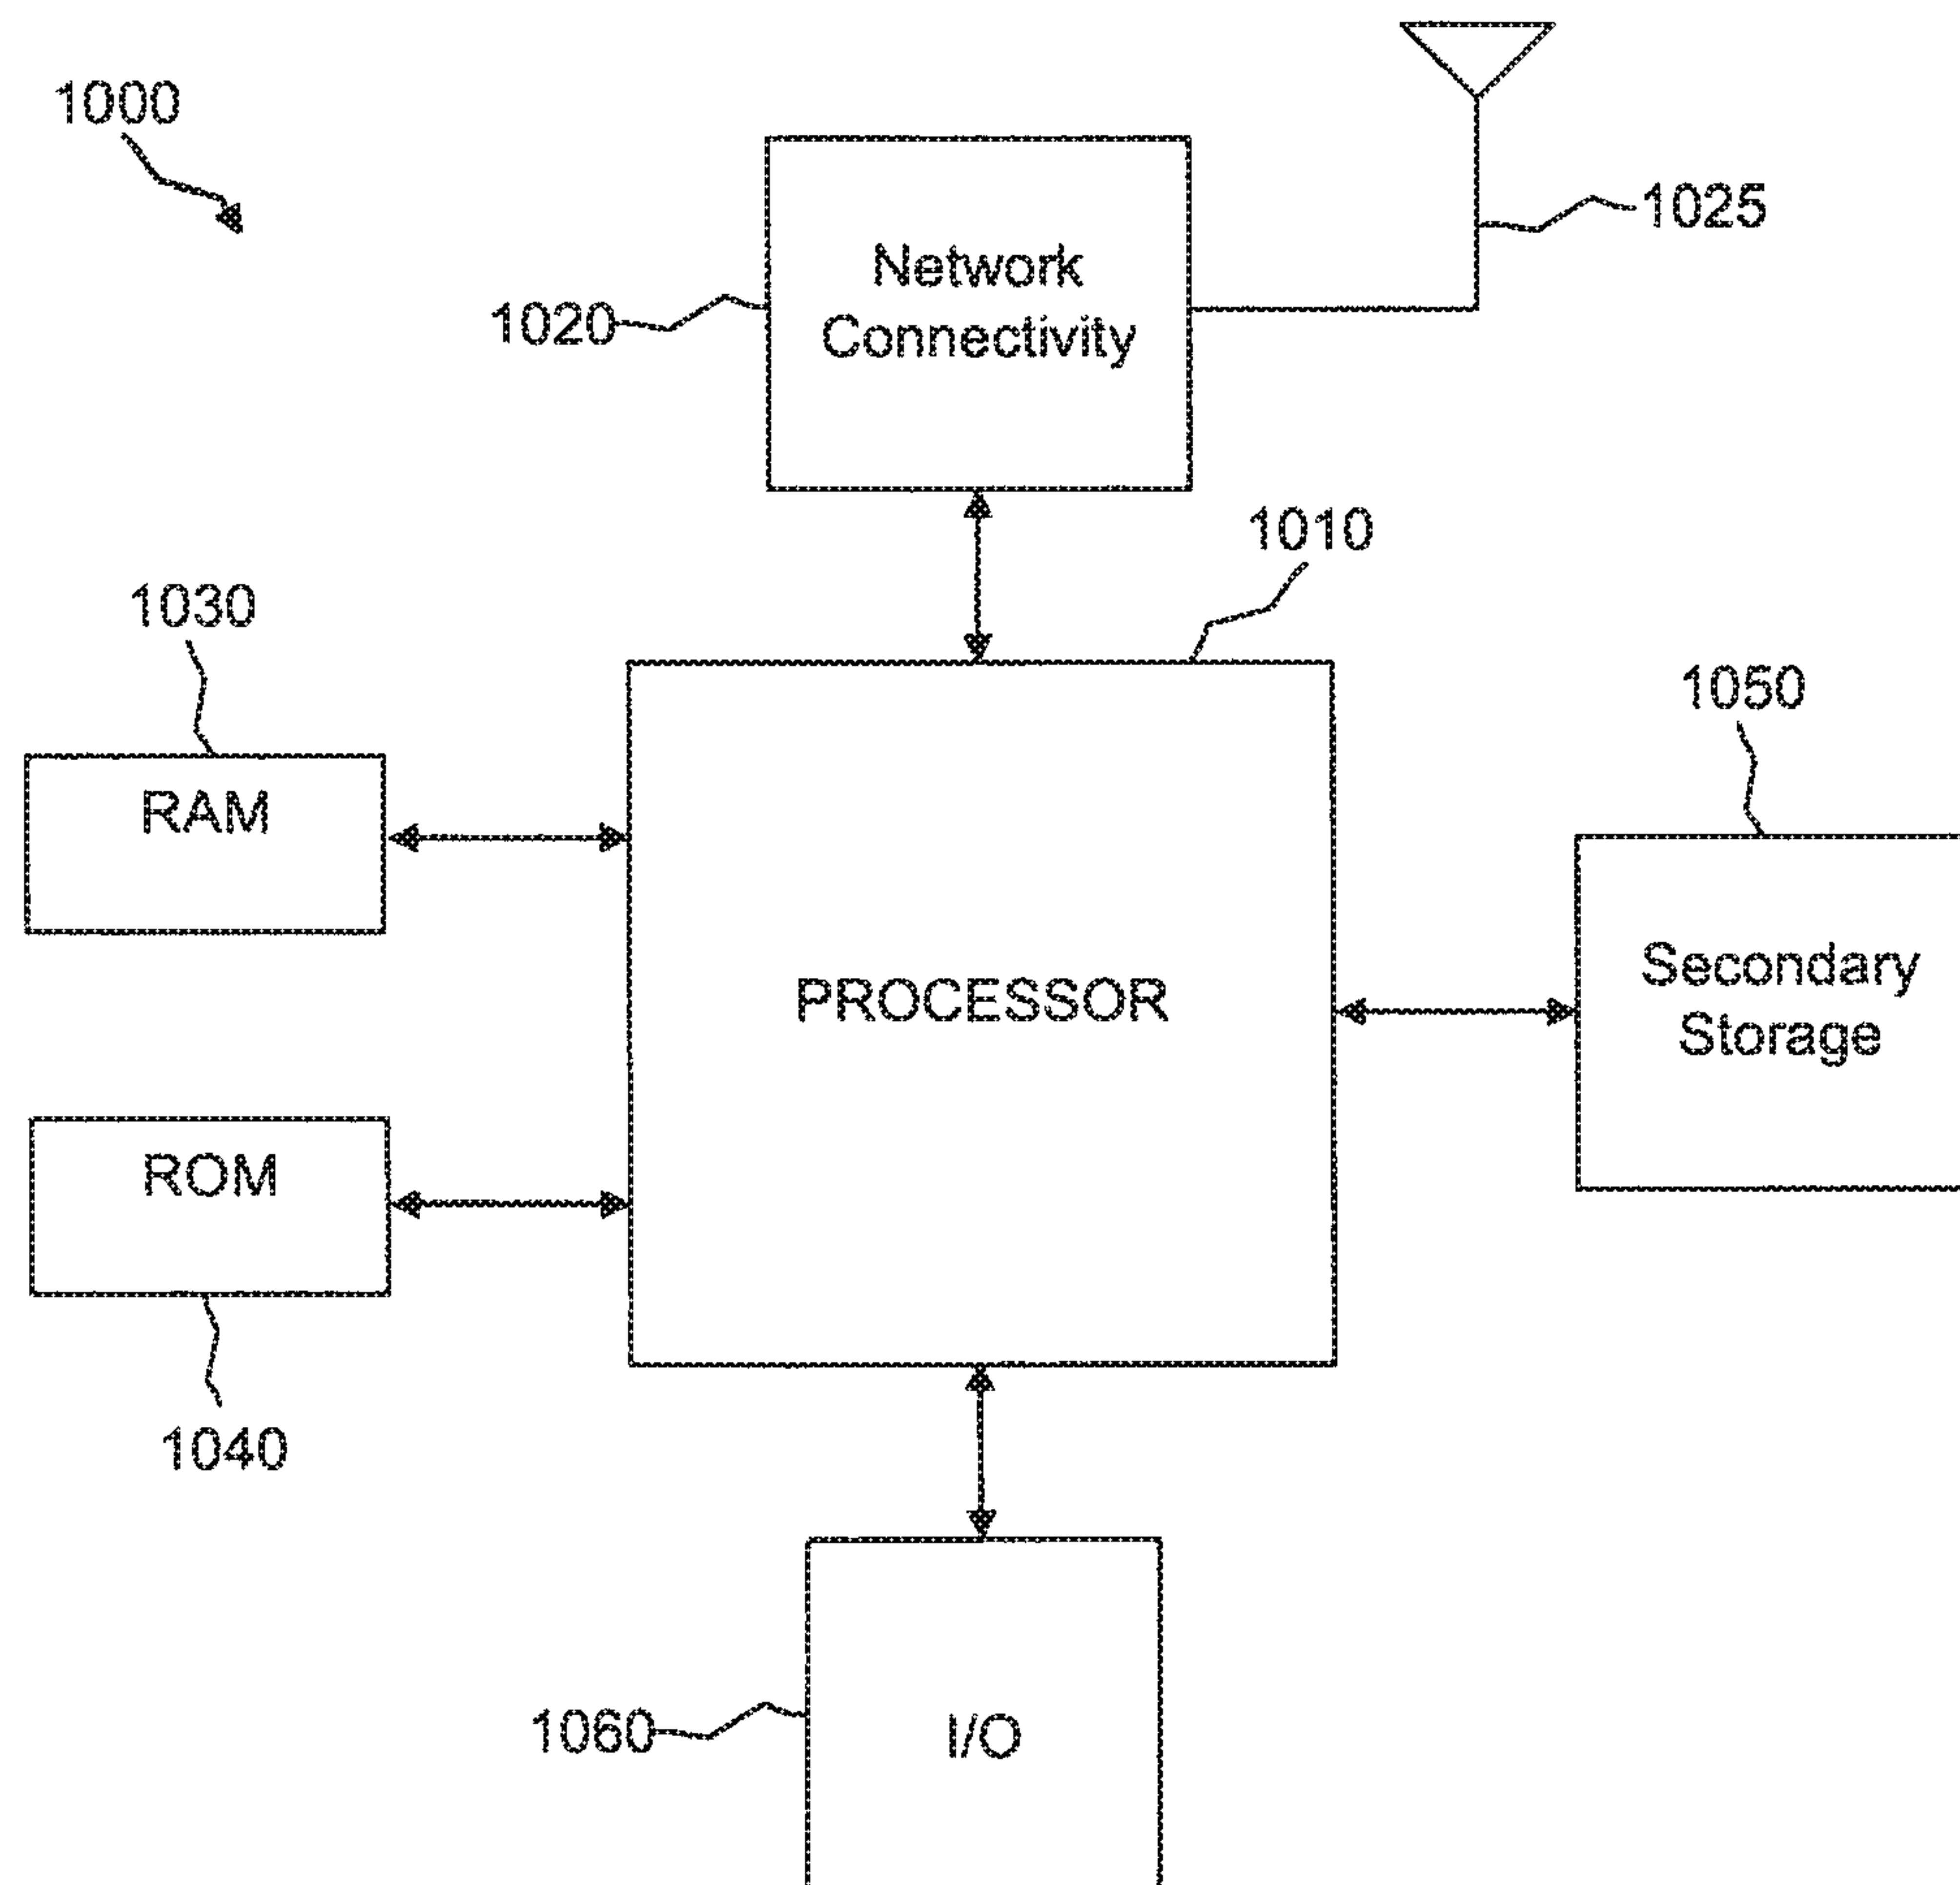 1000
1025
Network
Connectivity
1020
1010
1030
1050
RAM
PROCESSOR
Secondary
Storage
ROM
1040
1060
I/O